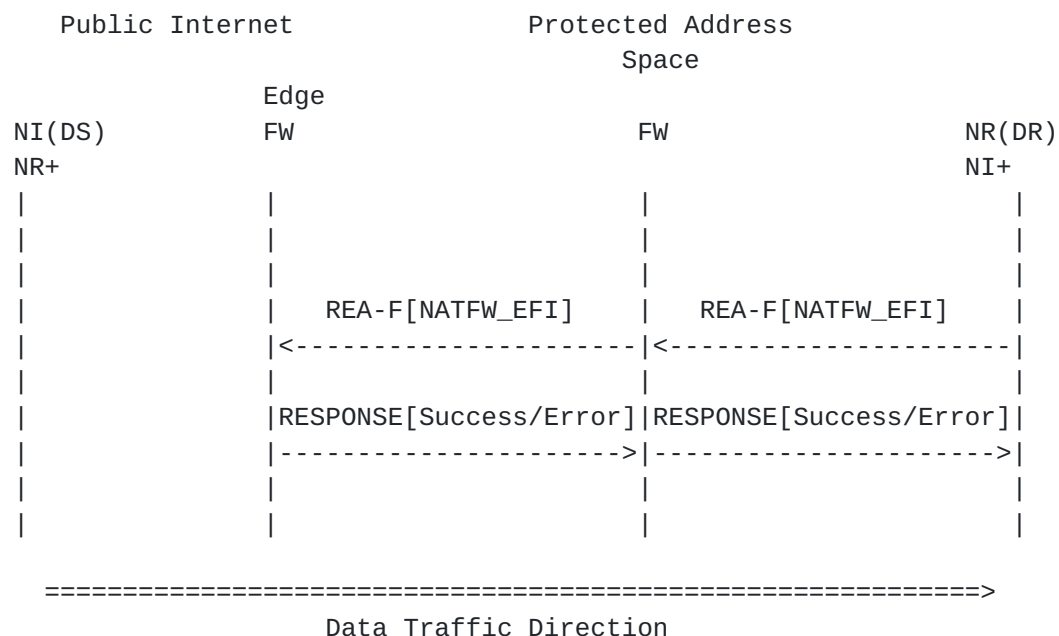 Public Internet                Protected Address
                                     Space
                Edge
NI(DS)          FW                      FW                   NR(DR)
NR+                                                          NI+
|               |                       |                       |
|               |                       |                       |
|               |                       |                       |
|               |   REA-F[NATFW_EFI]    |   REA-F[NATFW_EFI]    |
|               |<----------------------|<----------------------|
|               |                       |                       |
|               |RESPONSE[Success/Error]|RESPONSE[Success/Error]|
|               |---------------------->|---------------------->|
|               |                       |                       |
|               |                       |                       |
============================================================>
Data Traffic Direction